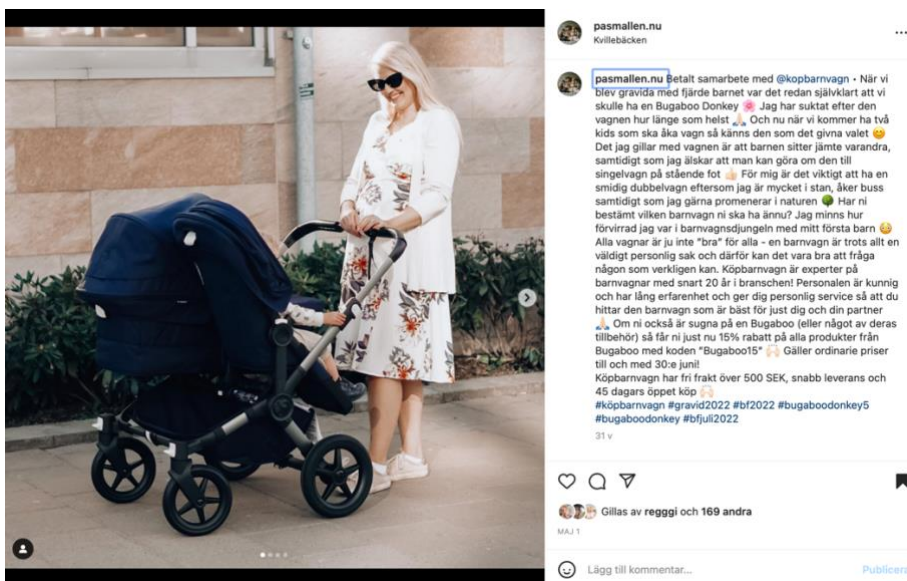 pasmallen.nu
Kvillebäcken
pasmallen.nu Betalt samarbete med @kopbarnvagn • När vi
blev gravida med fjärde barnet var det redan självklart att vi
skulle ha en Bugaboo Donkey 🌸 Jag har suktat efter den
vagnen hur länge som helst 🙏🏻 Och nu när vi kommer ha två
kids som ska åka vagn så känns den som det givna valet 😊
Det jag gillar med vagnen är att barnen sitter jämte varandra,
samtidigt som jag älskar att man kan göra om den till
singelvagn på stående fot 👍🏻 För mig är det viktigt att ha en
smidig dubbelvagn eftersom jag är mycket i stan, åker buss
samtidigt som jag gärna promenerar i naturen 🌳 Har ni
bestämt vilken barnvagn ni ska ha ännu? Jag minns hur
förvirrad jag var i barnvagnsdjungeln med mitt första barn 😳
Alla vagnar är ju inte "bra" för alla - en barnvagn är trots allt en
väldigt personlig sak och därför kan det vara bra att fråga
någon som verkligen kan. Köpbarnvagn är experter på
barnvagnar med snart 20 år i branschen! Personalen är kunnig
och har lång erfarenhet och ger dig personlig service så att du
hittar den barnvagn som är bäst för just dig och din partner
🙏🏻 Om ni också är sugna på en Bugaboo (eller något av deras
tillbehör) så får ni just nu 15% rabatt på alla produkter från
Bugaboo med koden "Bugaboo15" 🙌🏻 Gäller ordinarie priser
till och med 30:e juni!
Köpbarnvagn har fri frakt över 500 SEK, snabb leverans och
45 dagars öppet köp 🙌🏻
#köpbarnvagn #gravid2022 #bf2022 #bugaboodonkey5
#bugaboodonkey #bfjuli2022
31 v
Gillas av regggi och 169 andra
MAJ 1
Lägg till kommentar... Publicera